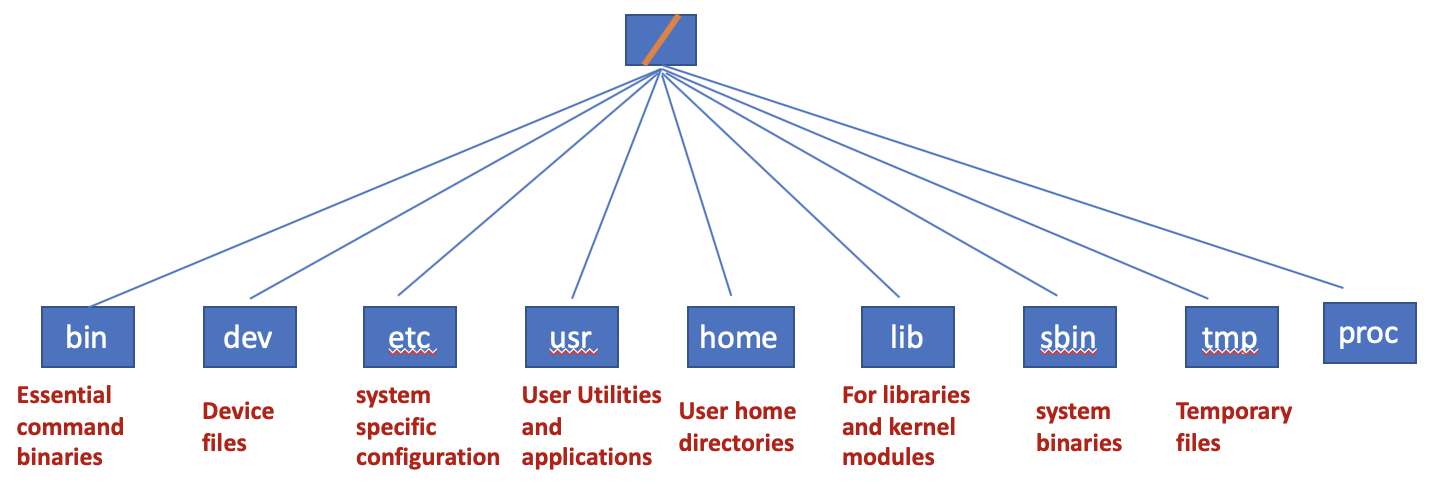 /
bin
dev
etc
usr
home
lib
sbin
tmp
proc
Essential
command
binaries
Device
files
system
specific
configuration
User Utilities
and
applications
User home
directories
For libraries
and kernel
modules
system
binaries
Temporary
files